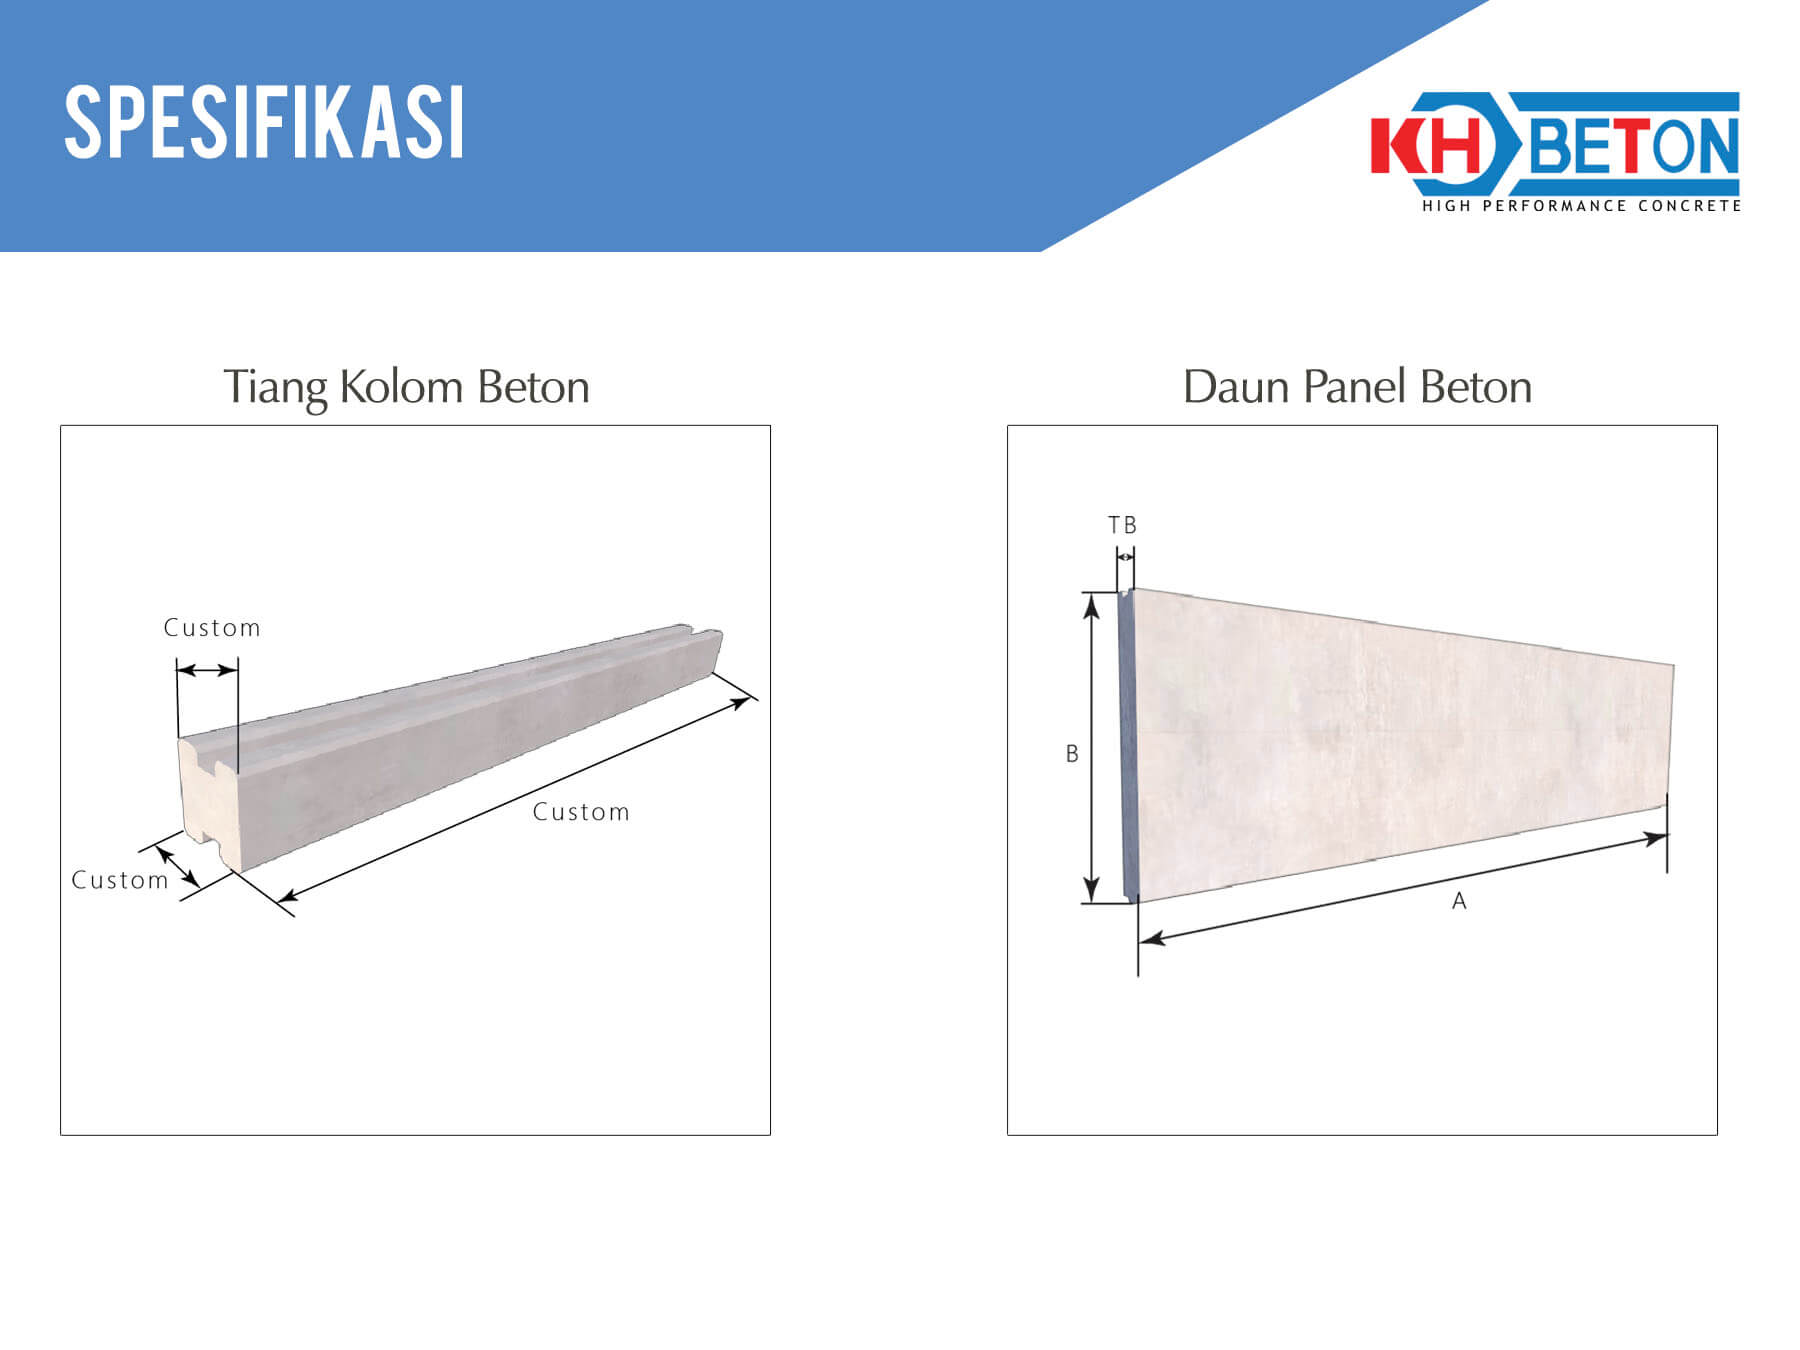 SPESIFIKASI
KH BETON
HIGH PERFORMANCE CONCRETE
Tiang Kolom Beton
Custom
Custom
Custom
Daun Panel Beton
TB
B
A